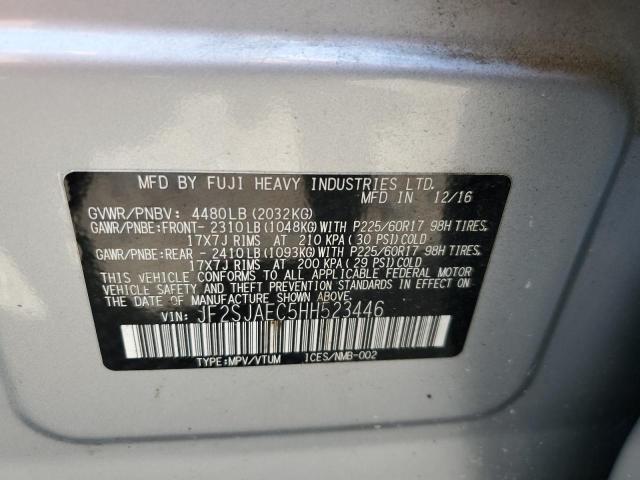 MFD BY FUJI HEAVY INDUSTRIES LTD.
MFD IN 12/16
GVWR/PNBV: 4480LB(2032KG)
GAWR/PNBE:FRONT- 2310LB(1048KG)WITH P225/60R17 98H TIRES,
17X7J RIMS AT 210 KPA(30 PSI)COLD
GAWR/PNBE:REAR - 2410LB(1093KG)WITH P225/60R17 98H TIRES,
17X7J RIMS AT 200 KPA(29 PSI)COLD
THIS VEHICLE CONFORMS TO ALL APPLICABLE FEDERAL MOTOR
VEHICLE SAFETY AND THEFT PREVENTION STANDARDS IN EFFECT ON
THE DATE OF MANUFACTURE SHOWN ABOVE.
VIN: JF2SJAEC5HH523446
TYPE:MPV/VTUM ICES/NMB-002